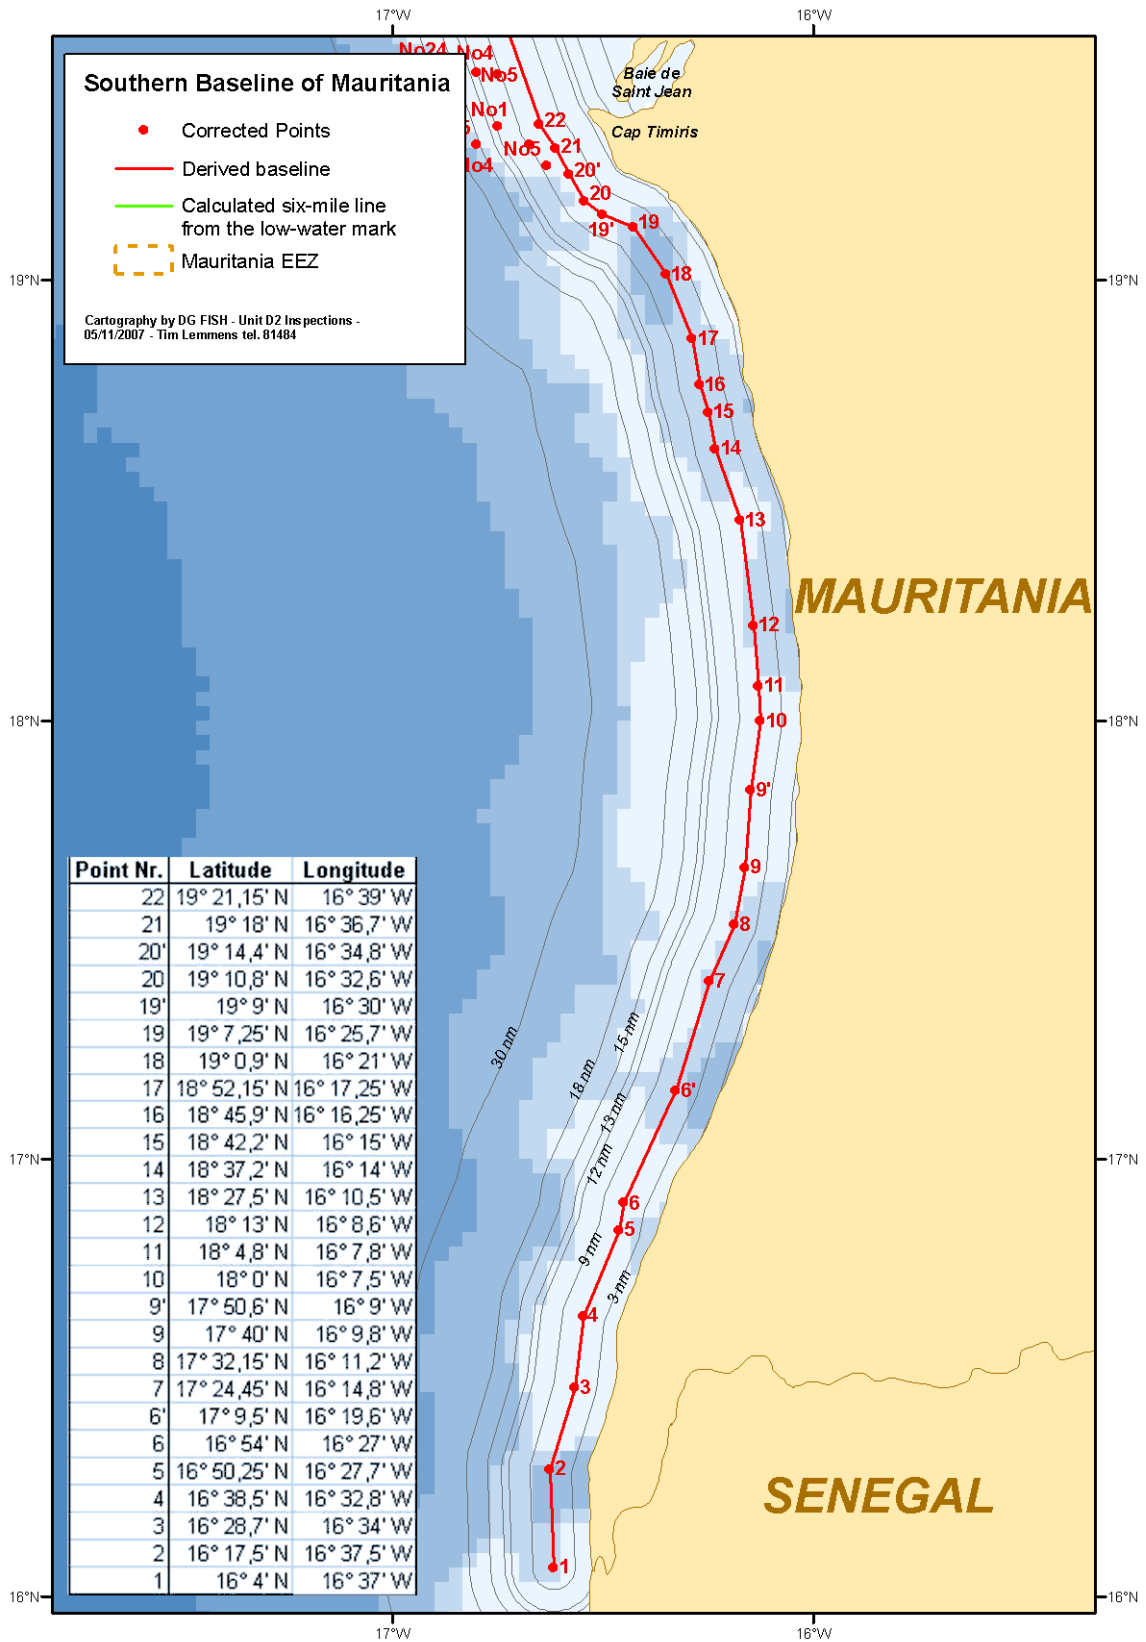 17°W
16°W
No24
No4
No5
No1
5
No5
No4
Southern Baseline of Mauritania
Corrected Points
Derived baseline
Calculated six-mile line
from the low-water mark
Mauritania EEZ
Cartography by DG FISH - Unit D2 Inspections -
05/11/2007 - Tim Lemmens tel. 81484
Baie de
Saint Jean
Cap Timiris
22
21
20'
20
19'
19
18
17
16
15
14
13
12
11
10
9'
9
8
7
6'
6
5
4
3
2
1
19°N
19°N
18°N
18°N
17°N
17°N
16°N
16°N
MAURITANIA
SENEGAL
30 nm
18 nm
15 nm
13 nm
12 nm
9 nm
3 nm
Point Nr. Latitude Longitude
22 19° 21,15' N 16° 39' W
21 19° 18' N 16° 36,7' W
20' 19° 14,4' N 16° 34,8' W
20 19° 10,8' N 16° 32,6' W
19' 19° 9' N 16° 30' W
19 19° 7,25' N 16° 25,7' W
18 19° 0,9' N 16° 21' W
17 18° 52,15' N 16° 17,25' W
16 18° 45,9' N 16° 16,25' W
15 18° 42,2' N 16° 15' W
14 18° 37,2' N 16° 14' W
13 18° 27,5' N 16° 10,5' W
12 18° 13' N 16° 8,6' W
11 18° 4,8' N 16° 7,8' W
10 18° 0' N 16° 7,5' W
9' 17° 50,6' N 16° 9' W
9 17° 40' N 16° 9,8' W
8 17° 32,15' N 16° 11,2' W
7 17° 24,45' N 16° 14,8' W
6' 17° 9,5' N 16° 19,6' W
6 16° 54' N 16° 27' W
5 16° 50,25' N 16° 27,7' W
4 16° 38,5' N 16° 32,8' W
3 16° 28,7' N 16° 34' W
2 16° 17,5' N 16° 37,5' W
1 16° 4' N 16° 37' W
17°W
16°W